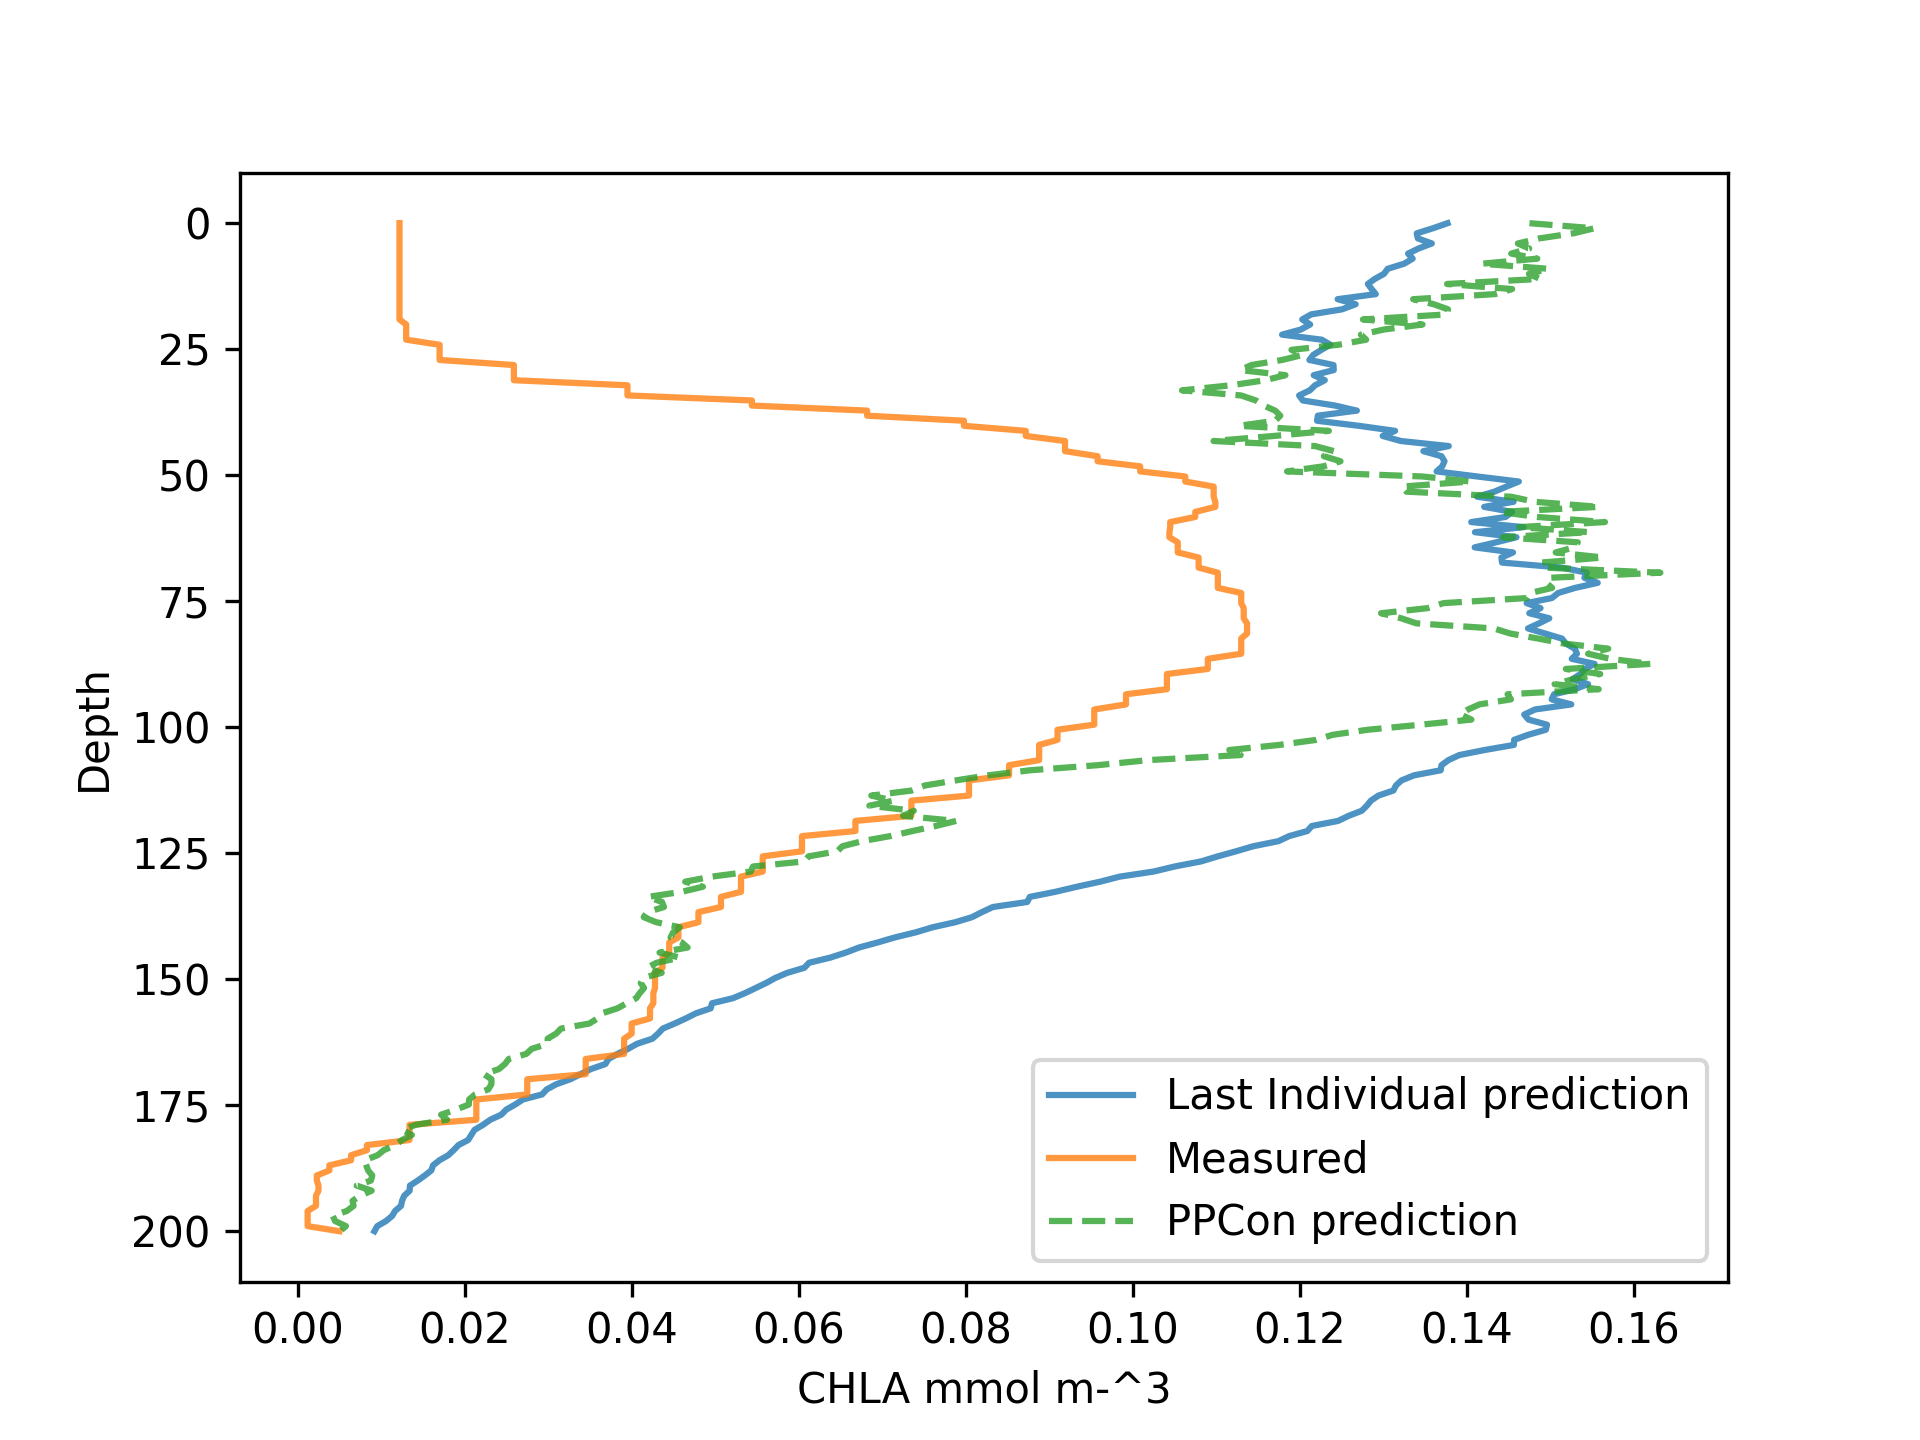 0
25
50
75
100
125
150
175
200
Depth
0.00 0.02 0.04 0.06 0.08 0.10 0.12 0.14 0.16
CHLA mmol m-^3
Last Individual prediction
Measured
PPCon prediction